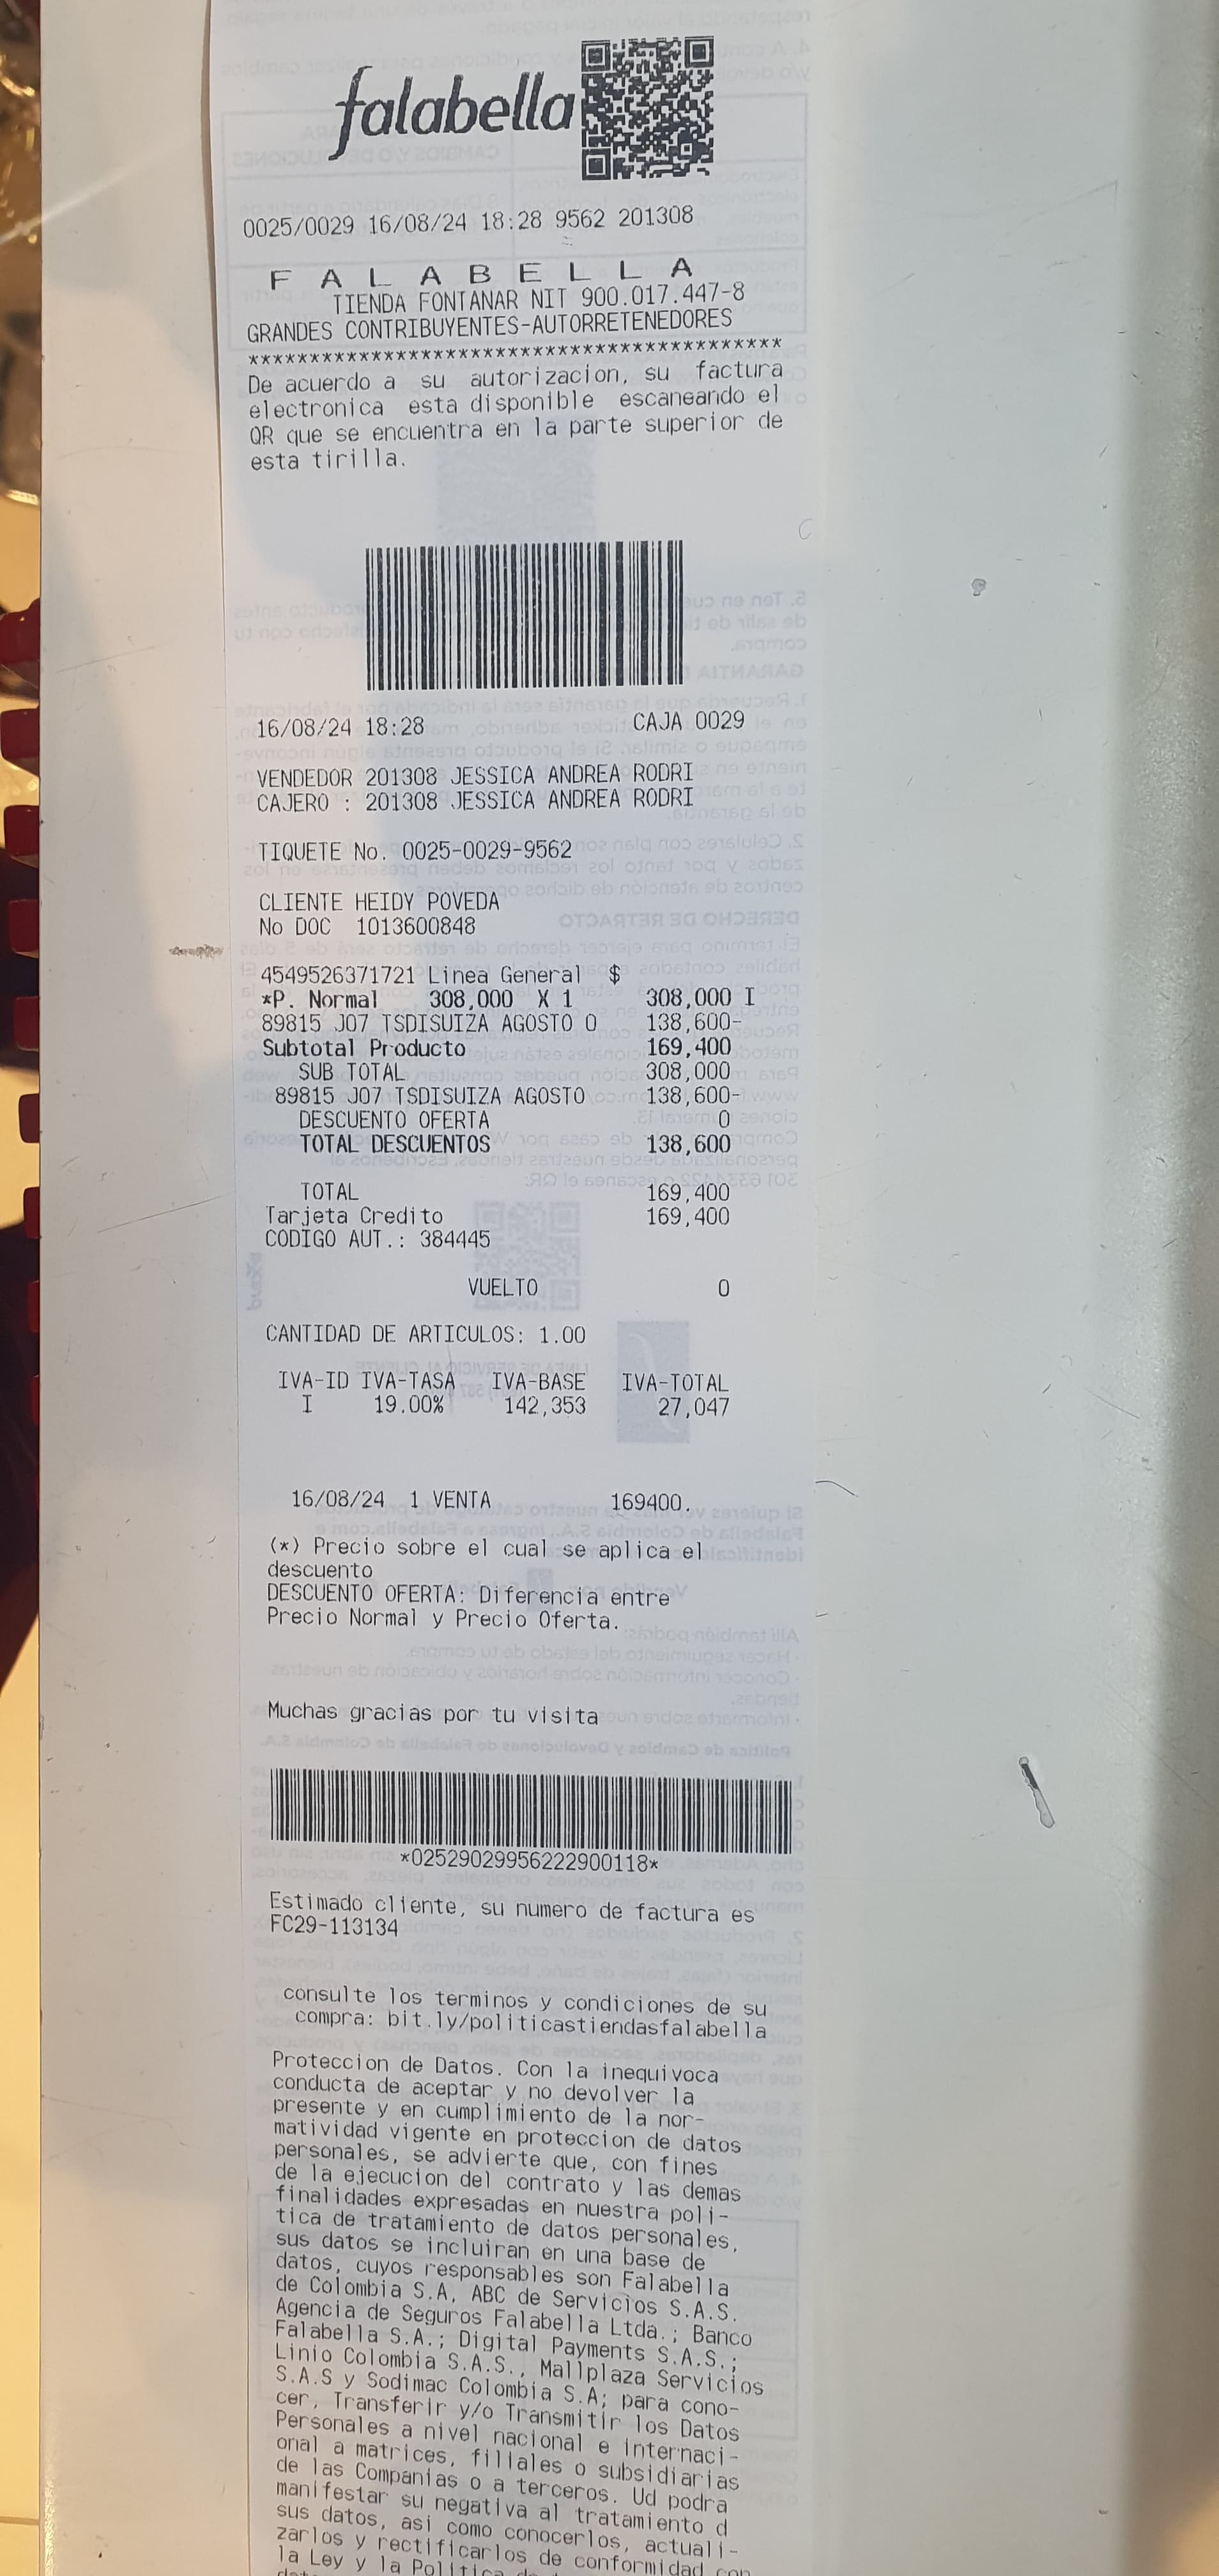 falabella
0025/0029 16/08/24 18:28 9562 201308
F A L A B E L L A
TIENDA FONTANAR NIT 900.017.447-8
GRANDES CONTRIBUYENTES-AUTORRETENEDORES
********************************************
De acuerdo a su autorizacion, su factura
electronica esta disponible escaneando el
QR que se encuentra en la parte superior de
esta tirilla.
16/08/24 18:28 CAJA 0029
VENDEDOR 201308 JESSICA ANDREA RODRI
CAJERO : 201308 JESSICA ANDREA RODRI
TIQUETE No. 0025-0029-9562
CLIENTE HEIDY POVEDA
No DOC 1013600848
4549526371721 Linea General $
*P. Normal 308,000 X 1 308,000 I
89815 J07 TSDISUIZA AGOSTO 0 138,600-
Subtotal Producto 169,400
SUB TOTAL 308,000
89815 J07 TSDISUIZA AGOSTO 138,600-
DESCUENTO OFERTA 0
TOTAL DESCUENTOS 138,600
TOTAL 169,400
Tarjeta Credito 169,400
CODIGO AUT.: 384445
VUELTO 0
CANTIDAD DE ARTICULOS: 1.00
IVA-ID IVA-TASA IVA-BASE IVA-TOTAL
I 19.00% 142,353 27,047
16/08/24 1 VENTA 169400.
(*) Precio sobre el cual se aplica el
descuento
DESCUENTO OFERTA: Diferencia entre
Precio Normal y Precio Oferta.
Muchas gracias por tu visita
*02529029956222900118*
Estimado cliente, su numero de factura es
FC29-113134
consulte los terminos y condiciones de su
compra: bit.ly/politicastiendasfalabella
Proteccion de Datos. Con la inequivoca
conducta de aceptar y no devolver la
presente y en cumplimiento de la nor-
matividad vigente en proteccion de datos
personales, se advierte que, con fines
de la ejecucion del contrato y las demas
finalidades expresadas en nuestra poli-
tica de tratamiento de datos personales,
sus datos se incluiran en una base de
datos, cuyos responsables son Falabella
de Colombia S.A, ABC de Servicios S.A.S.
Agencia de Seguros Falabella Ltda.; Banco
Falabella S.A.; Digital Payments S.A.S.;
Linio Colombia S.A.S., Mallplaza Servicios
S.A.S y Sodimac Colombia S.A; para cono-
cer, Transferir y/o Transmitir los Datos
Personales a nivel nacional e internaci-
onal a matrices, filiales o subsidiarias
de las Companias o a terceros. Ud podra
manifestar su negativa al tratamiento d
sus datos, asi como conocerlos, actuali-
zarlos y rectificarlos de conformidad con
la Ley y la Politica de